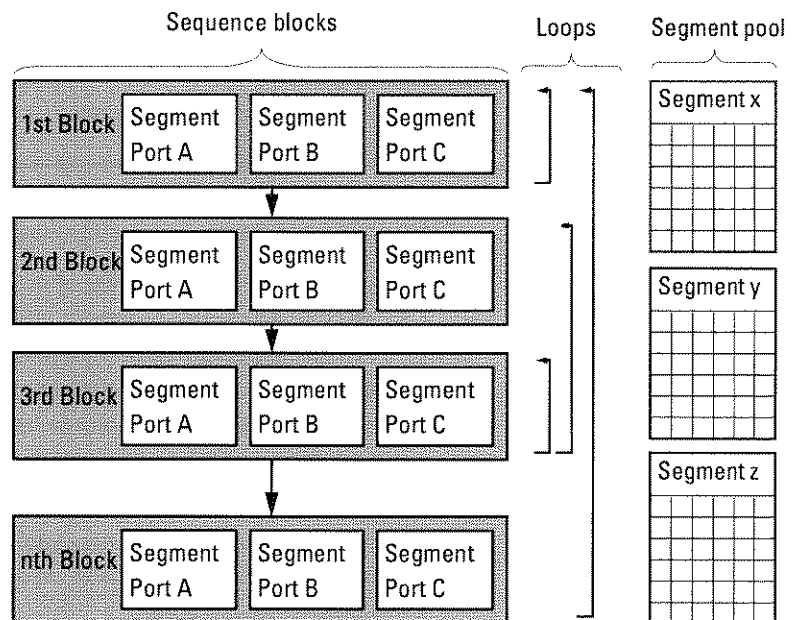 Sequence blocks
Loops
Segment pool
1st Block
Segment
Port A
Segment
Port B
Segment
Port C
2nd Block
Segment
Port A
Segment
Port B
Segment
Port C
3rd Block
Segment
Port A
Segment
Port B
Segment
Port C
nth Block
Segment
Port A
Segment
Port B
Segment
Port C
Segment x
Segment y
Segment z